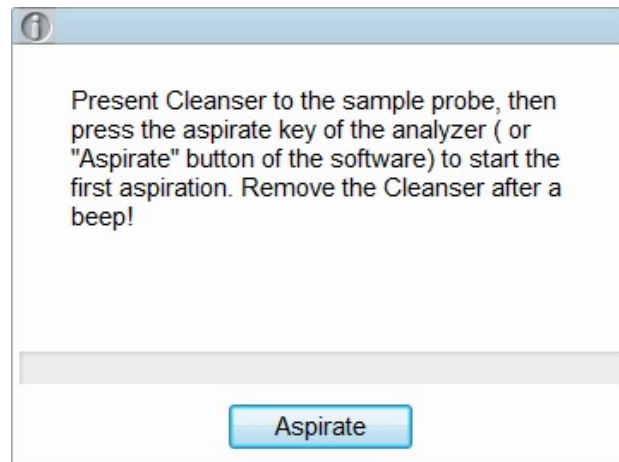 Present Cleanser to the sample probe, then
press the aspirate key of the analyzer ( or
"Aspirate" button of the software) to start the
first aspiration. Remove the Cleanser after a
beep!
Aspirate